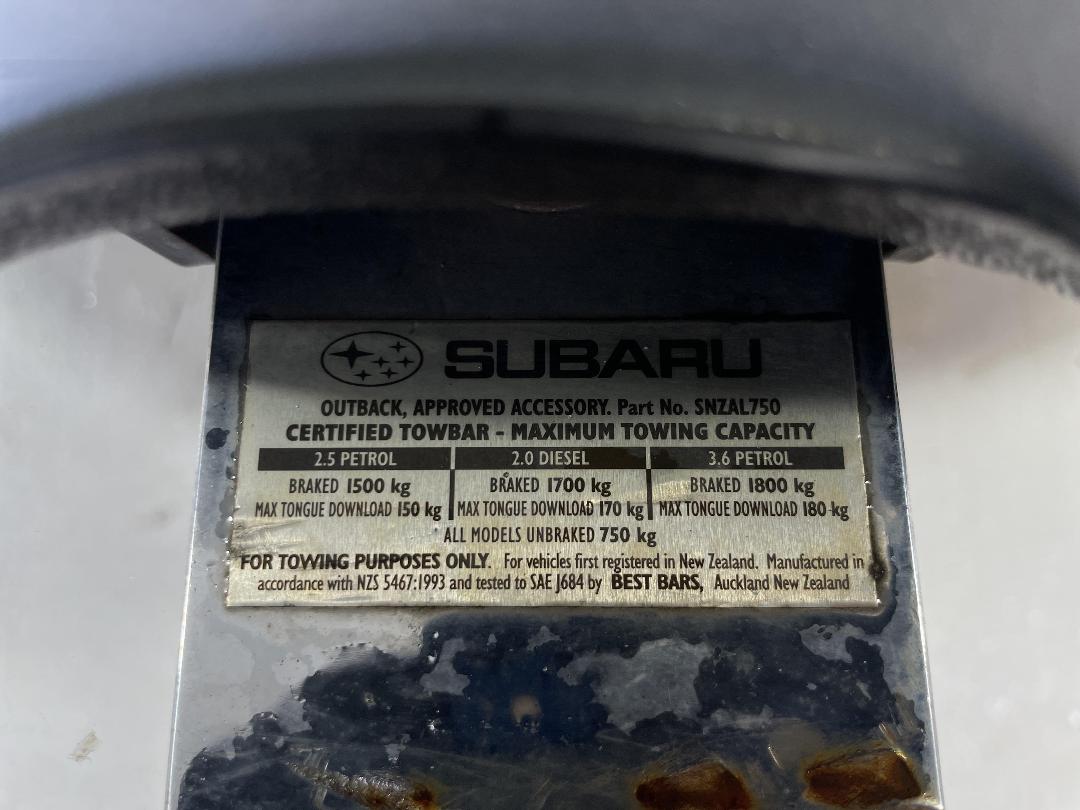 SUBARU
OUTBACK, APPROVED ACCESSORY. Part No. SNZAL750
CERTIFIED TOWBAR - MAXIMUM TOWING CAPACITY
2.5 PETROL 2.0 DIESEL 3.6 PETROL
BRAKED 1500 kg BRAKED 1700 kg BRAKED 1800 kg
MAX TONGUE DOWNLOAD 150 kg MAX TONGUE DOWNLOAD 170 kg MAX TONGUE DOWNLOAD 180 kg
ALL MODELS UNBRAKED 750 kg
FOR TOWING PURPOSES ONLY. For vehicles first registered in New Zealand. Manufactured in
accordance with NZS 5467:1993 and tested to SAE J684 by BEST BARS, Auckland New Zealand